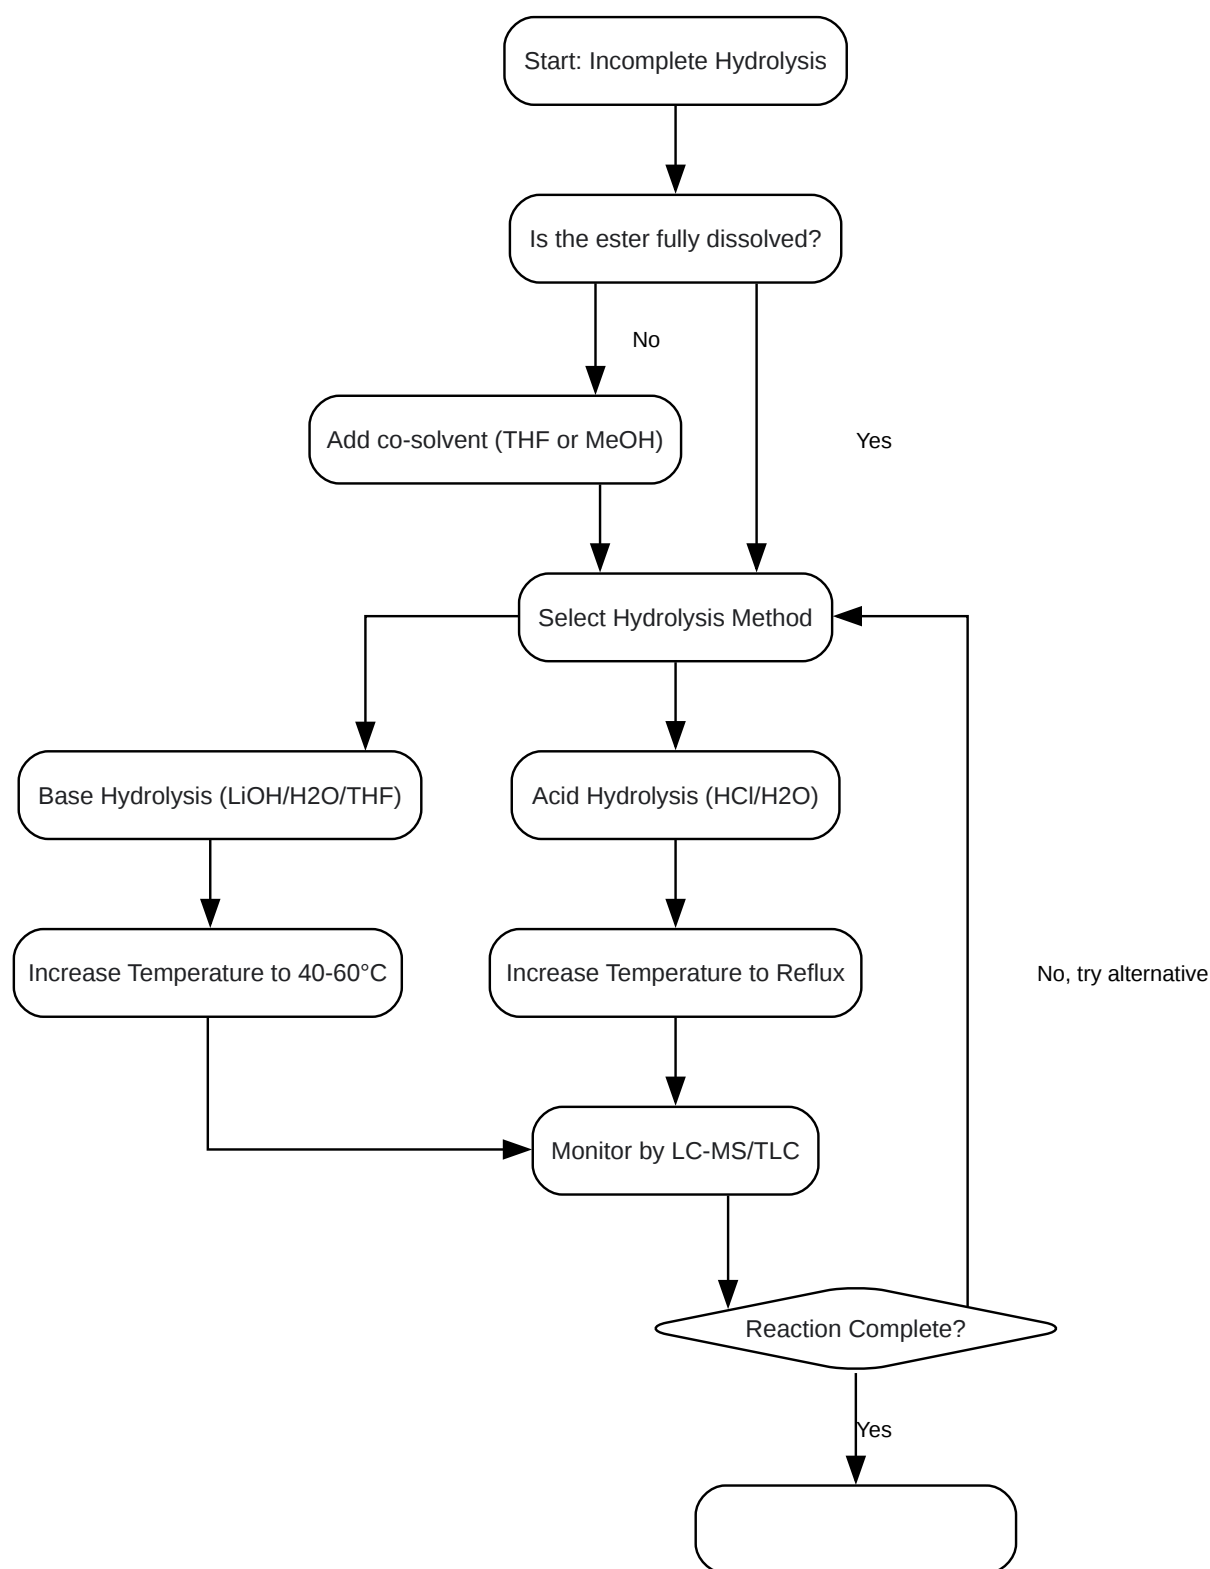 Start: Incomplete Hydrolysis
Is the ester fully dissolved?
No
Add co-solvent (THF or MeOH)
Yes
Select Hydrolysis Method
Base Hydrolysis (LiOH/H2O/THF)
Acid Hydrolysis (HCl/H2O)
Increase Temperature to 40-60°C
Increase Temperature to Reflux
No, try alternative
Monitor by LC-MS/TLC
Reaction Complete?
Yes